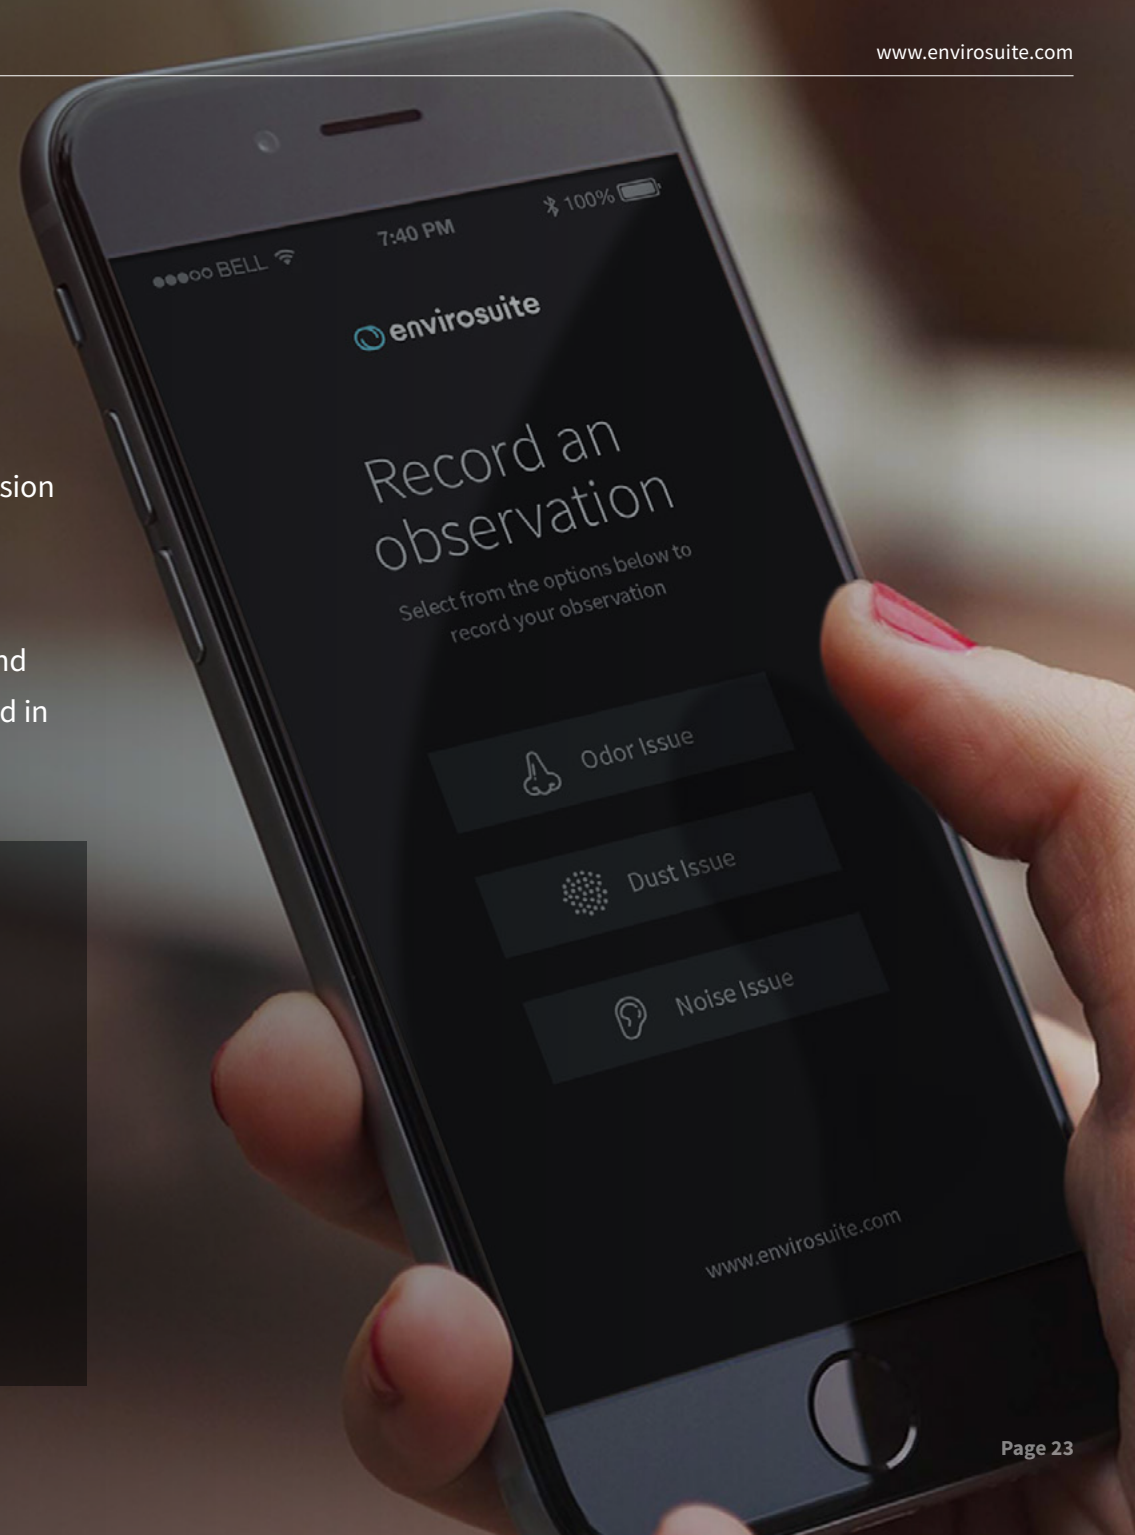 www.envirosuite.com
BELL 7:40 PM 100%
envirosuite
Record an
observation
Select from the options below to
record your observation
sion
nd
d in
Odor Issue
Dust Issue
Noise Issue
www.envirosuite.com
Page 23